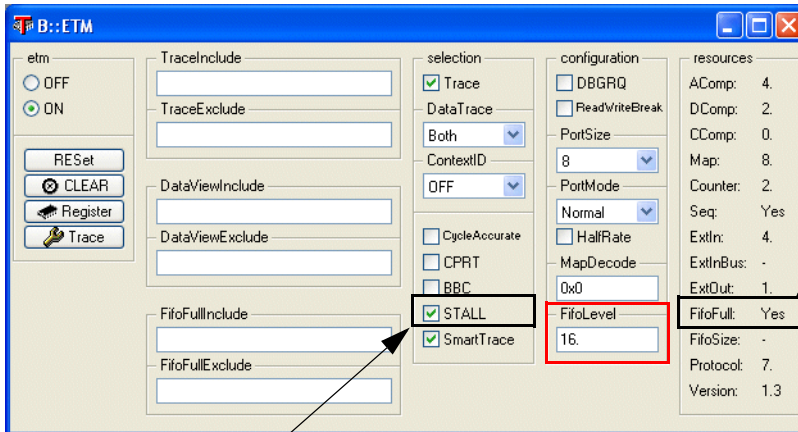 B::ETM
etm
OFF
ON
RESet
CLEAR
Register
Trace
TraceInclude
TraceExclude
DataViewInclude
DataViewExclude
FifoFullInclude
FifoFullExclude
selection
Trace
DataTrace
Both
ContextID
OFF
CycleAccurate
CPRT
BBC
STALL
SmartTrace
configuration
DBGRQ
ReadWriteBreak
PortSize
8
PortMode
Normal
HalfRate
MapDecode
0x0
FifoLevel
16.
resources
AComp: 4.
DComp: 2.
CComp: 0.
Map: 8.
Counter: 2.
Seq: Yes
ExtIn: 4.
ExtInBus: -
ExtOut: 1.
FifoFull: Yes
FifoSize: -
Protocol: 7.
Version: 1.3